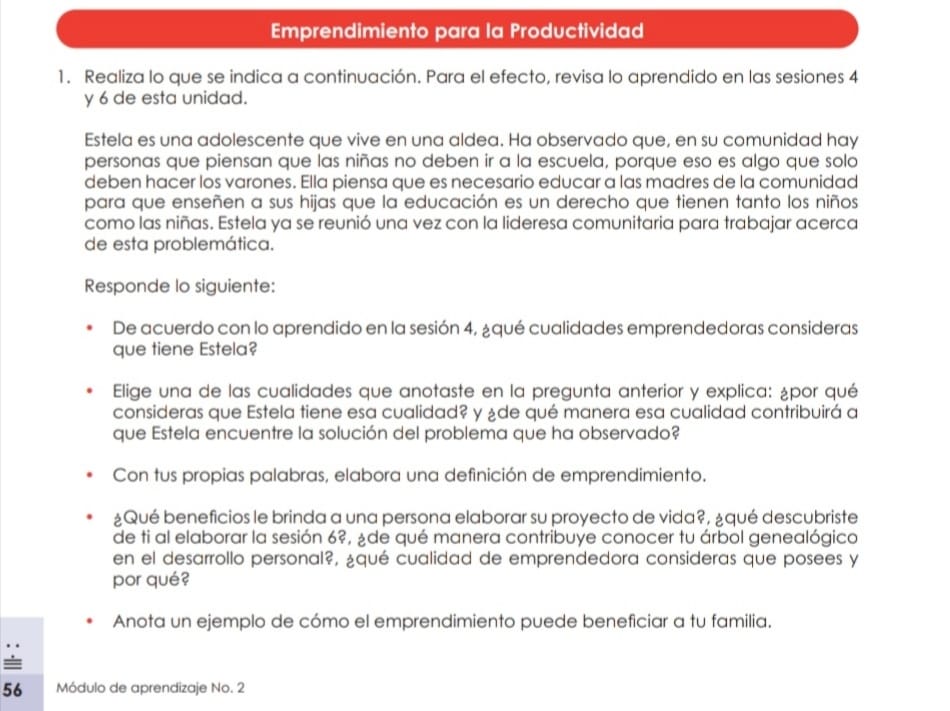 Emprendimiento para la Productividad
1. Realiza lo que se indica a continuación. Para el efecto, revisa lo aprendido en las sesiones 4
y 6 de esta unidad.
Estela es una adolescente que vive en una aldea. Ha observado que, en su comunidad hay
personas que piensan que las niñas no deben ir a la escuela, porque eso es algo que solo
deben hacer los varones. Ella piensa que es necesario educar a las madres de la comunidad
para que enseñen a sus hijas que la educación es un derecho que tienen tanto los niños
como las niñas. Estela ya se reunió una vez con la lideresa comunitaria para trabajar acerca
de esta problemática.
Responde lo siguiente:
• De acuerdo con lo aprendido en la sesión 4, ¿qué cualidades emprendedoras consideras
que tiene Estela?
• Elige una de las cualidades que anotaste en la pregunta anterior y explica: ¿por qué
consideras que Estela tiene esa cualidad? y ¿de qué manera esa cualidad contribuirá a
que Estela encuentre la solución del problema que ha observado?
• Con tus propias palabras, elabora una definición de emprendimiento.
• ¿Qué beneficios le brinda a una persona elaborar su proyecto de vida?, ¿qué descubriste
de ti al elaborar la sesión 6?, ¿de qué manera contribuye conocer tu árbol genealógico
en el desarrollo personal?, ¿qué cualidad de emprendedora consideras que posees y
por qué?
• Anota un ejemplo de cómo el emprendimiento puede beneficiar a tu familia.
56 Módulo de aprendizaje No. 2